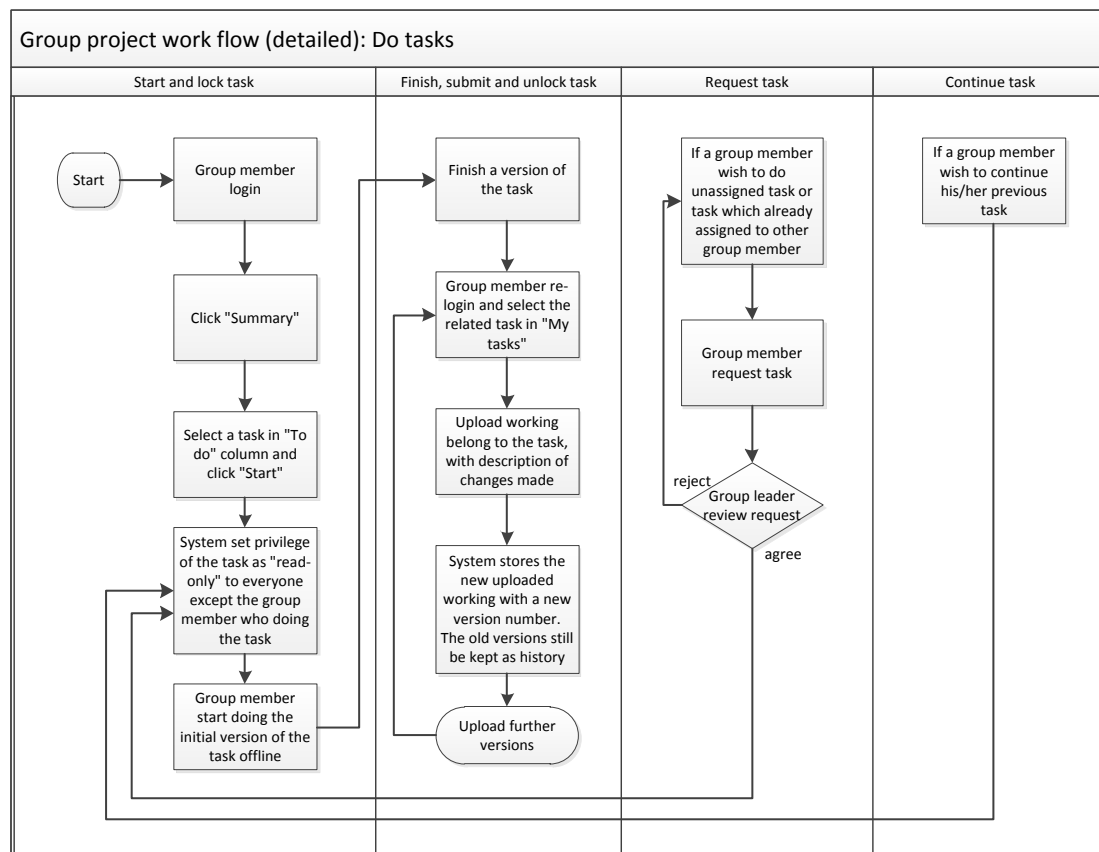 Group project work flow (detailed): Do tasks
Start and lock task
Finish, submit and unlock task
Request task
Continue task
Start
Group member
login
Click "Summary"
Select a task in "To
do" column and
click "Start"
System set privilege
of the task as "read-
only" to everyone
except the group
member who doing
the task
Group member
start doing the
initial version of the
task offline
Finish a version of
the task
Group member re-
login and select the
related task in "My
tasks"
Upload working
belong to the task,
with description of
changes made
System stores the
new uploaded
working with a new
version number.
The old versions still
be kept as history
Upload further
versions
If a group member
wish to do
unassigned task or
task which already
assigned to other
group member
Group member
request task
reject
Group leader
review request
agree
If a group member
wish to continue
his/her previous
task